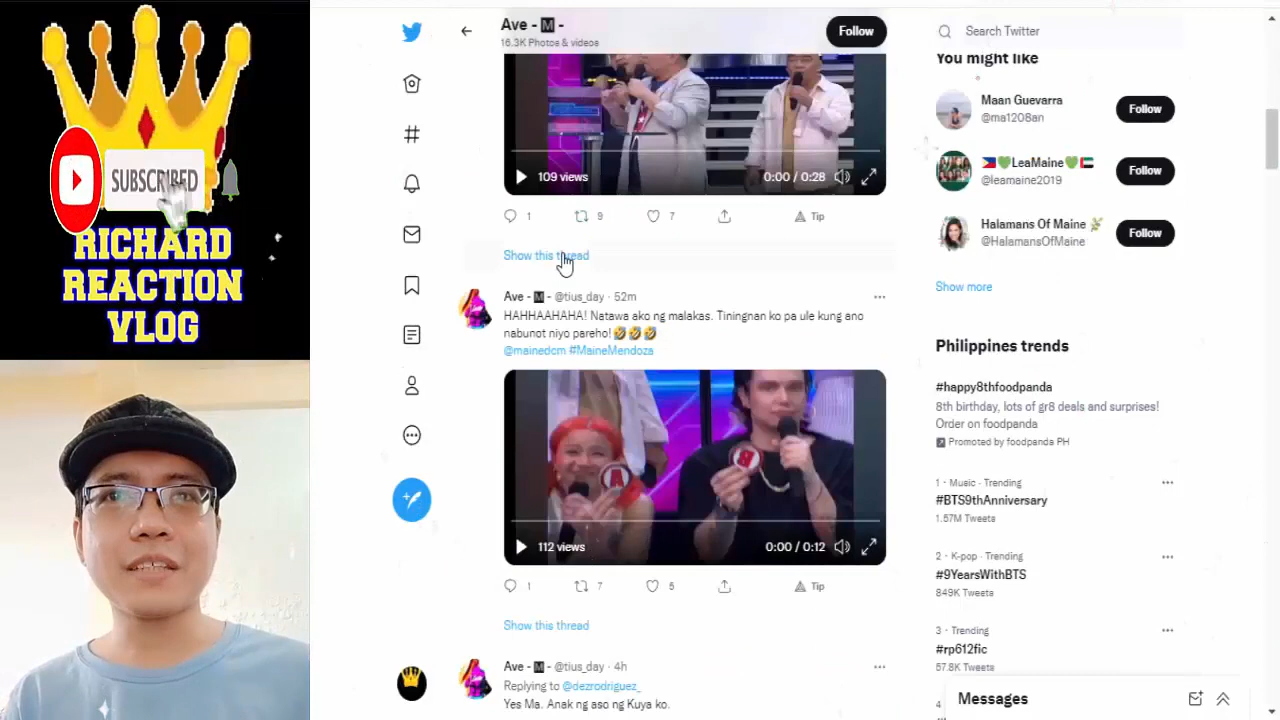 SUBSCRIBED
RICHARD
REACTION
VLOG
Ave - M -
16.3K Photos & videos
Follow
109 views
0:00 / 0:28
1
9
7
Tip
Show this thread
Ave - M - @tius_day · 52m
HAHHAAHAHA! Natawa ako ng malakas. Tiningnan ko pa ule kung ano
nabunot niyo pareho!🤣🤣🤣
@mainedcm #MaineMendoza
A
B
112 views
0:00 / 0:12
1
7
5
Tip
Show this thread
Ave - M - @tius_day · 4h
Replying to @dezrodriguez_
Yes Ma. Anak ng aso ng Kuya ko.
Search Twitter
You might like
Maan Guevarra
@ma1208an
Follow
🇵🇭💚LeaMaine💚🇦🇪
@leamaine2019
Follow
Halamans Of Maine 🌿
@HalamansOfMaine
Follow
Show more
Philippines trends
#happy8thfoodpanda
8th birthday, lots of gr8 deals and surprises!
Order on foodpanda
Promoted by foodpanda PH
1 · Music · Trending
#BTS9thAnniversary
1.57M Tweets
2 · K-pop · Trending
#9YearsWithBTS
849K Tweets
3 · Trending
#rp612fic
57.8K Tweets
Messages